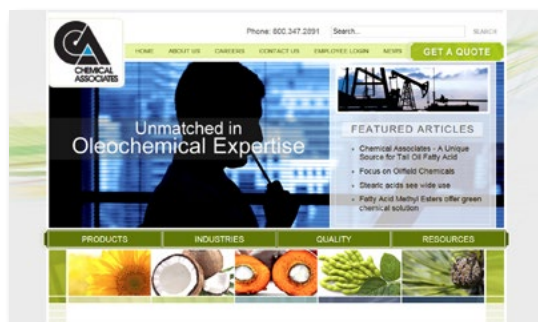 Phone: 800.347.2891 Search... SEARCH
CA
CHEMICAL
ASSOCIATES
HOME ABOUT US CAREERS CONTACT US EMPLOYEE LOGIN NEWS GET A QUOTE
Unmatched in
Oleochemical Expertise
FEATURED ARTICLES
Chemical Associates - A Unique
Source for Tall Oil Fatty Acid
Focus on Oilfield Chemicals
Stearic acids see wide use
Fatty Acid Methyl Esters offer green
chemical solution
PRODUCTS INDUSTRIES QUALITY RESOURCES